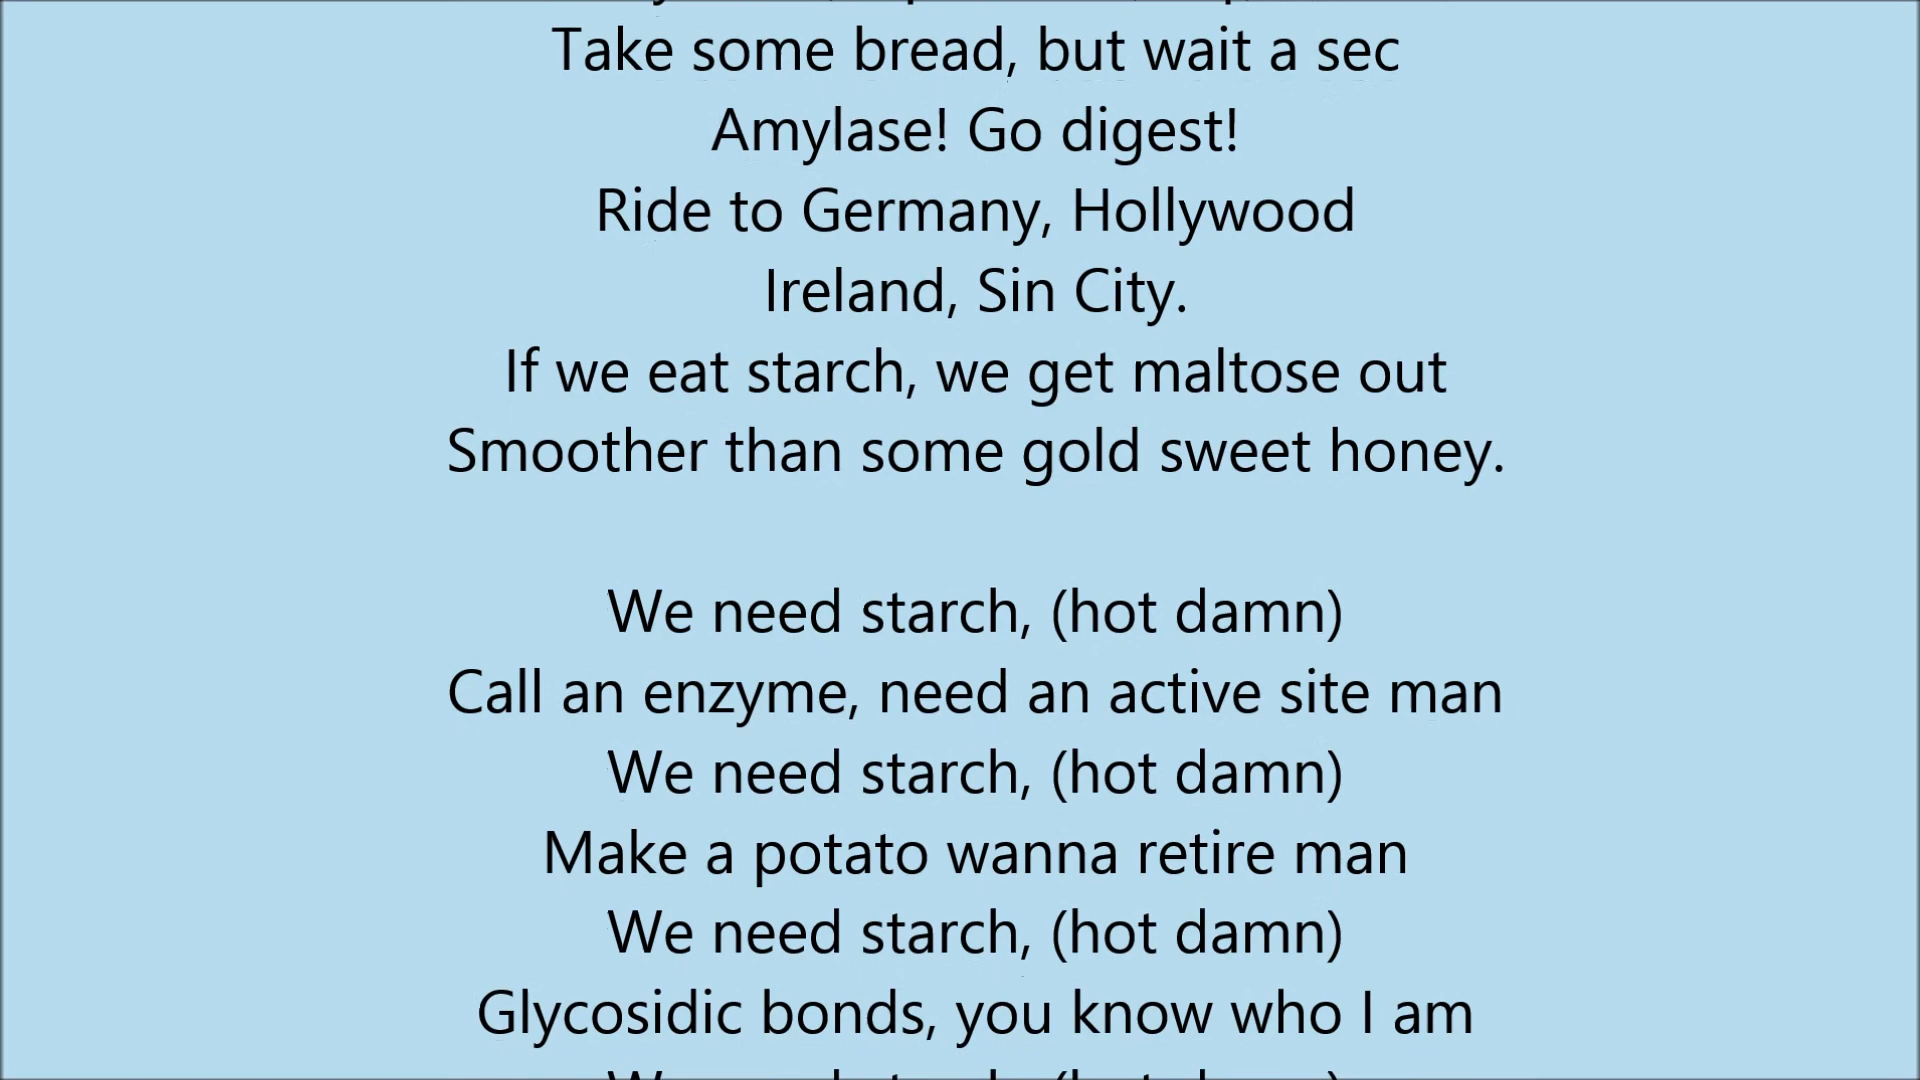 Take some bread, but wait a sec
Amylase! Go digest!
Ride to Germany, Hollywood
Ireland, Sin City.
If we eat starch, we get maltose out
Smoother than some gold sweet honey.
We need starch, (hot damn)
Call an enzyme, need an active site man
We need starch, (hot damn)
Make a potato wanna retire man
We need starch, (hot damn)
Glycosidic bonds, you know who I am